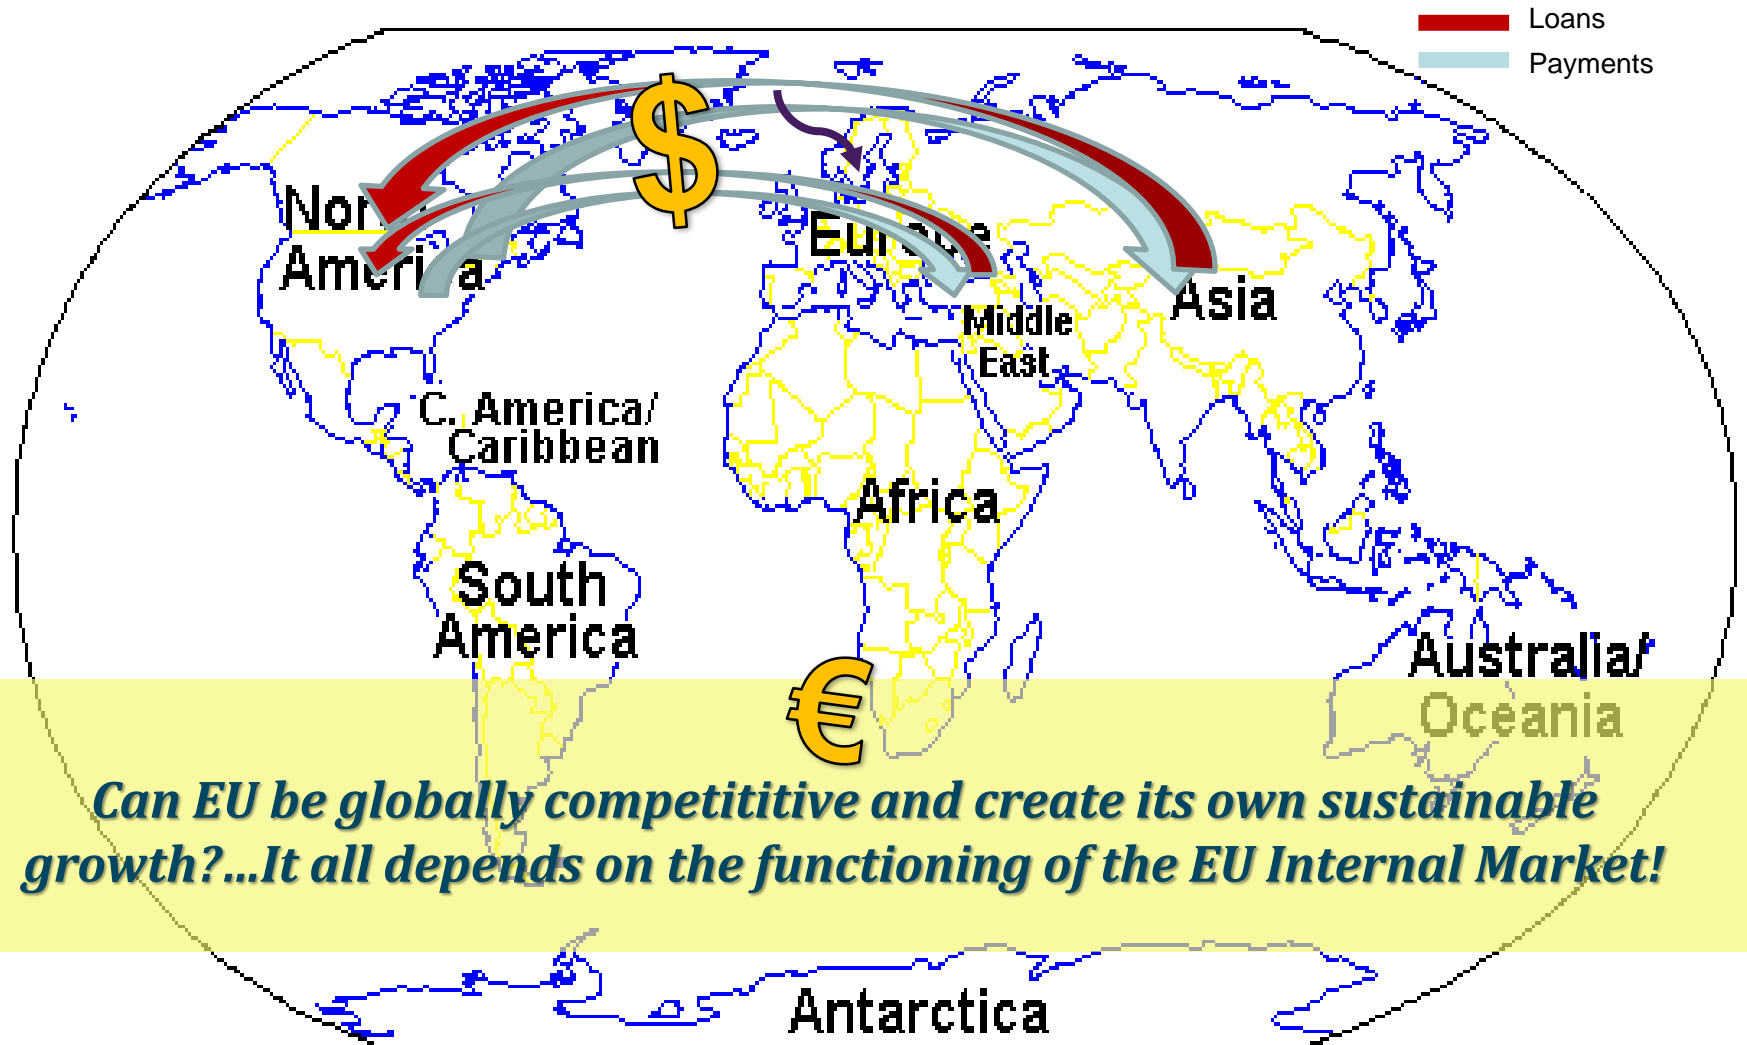 Loans
Payments
$
North
America
Europe
Asia
Middle
East
C. America/
Caribbean
Africa
South
America
Australia/
Oceania
€
Can EU be globally competititive and create its own sustainable
growth?...It all depends on the functioning of the EU Internal Market!
Antarctica